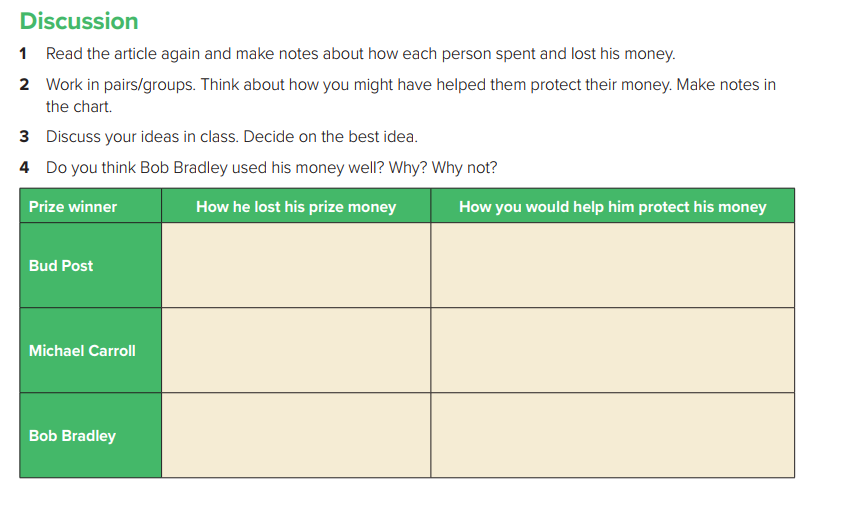 Discussion
1 Read the article again and make notes about how each person spent and lost his money.
2 Work in pairs/groups. Think about how you might have helped them protect their money. Make notes in
the chart.
3 Discuss your ideas in class. Decide on the best idea.
4 Do you think Bob Bradley used his money well? Why? Why not?
Prize winner How he lost his prize money How you would help him protect his money
Bud Post
Michael Carroll
Bob Bradley